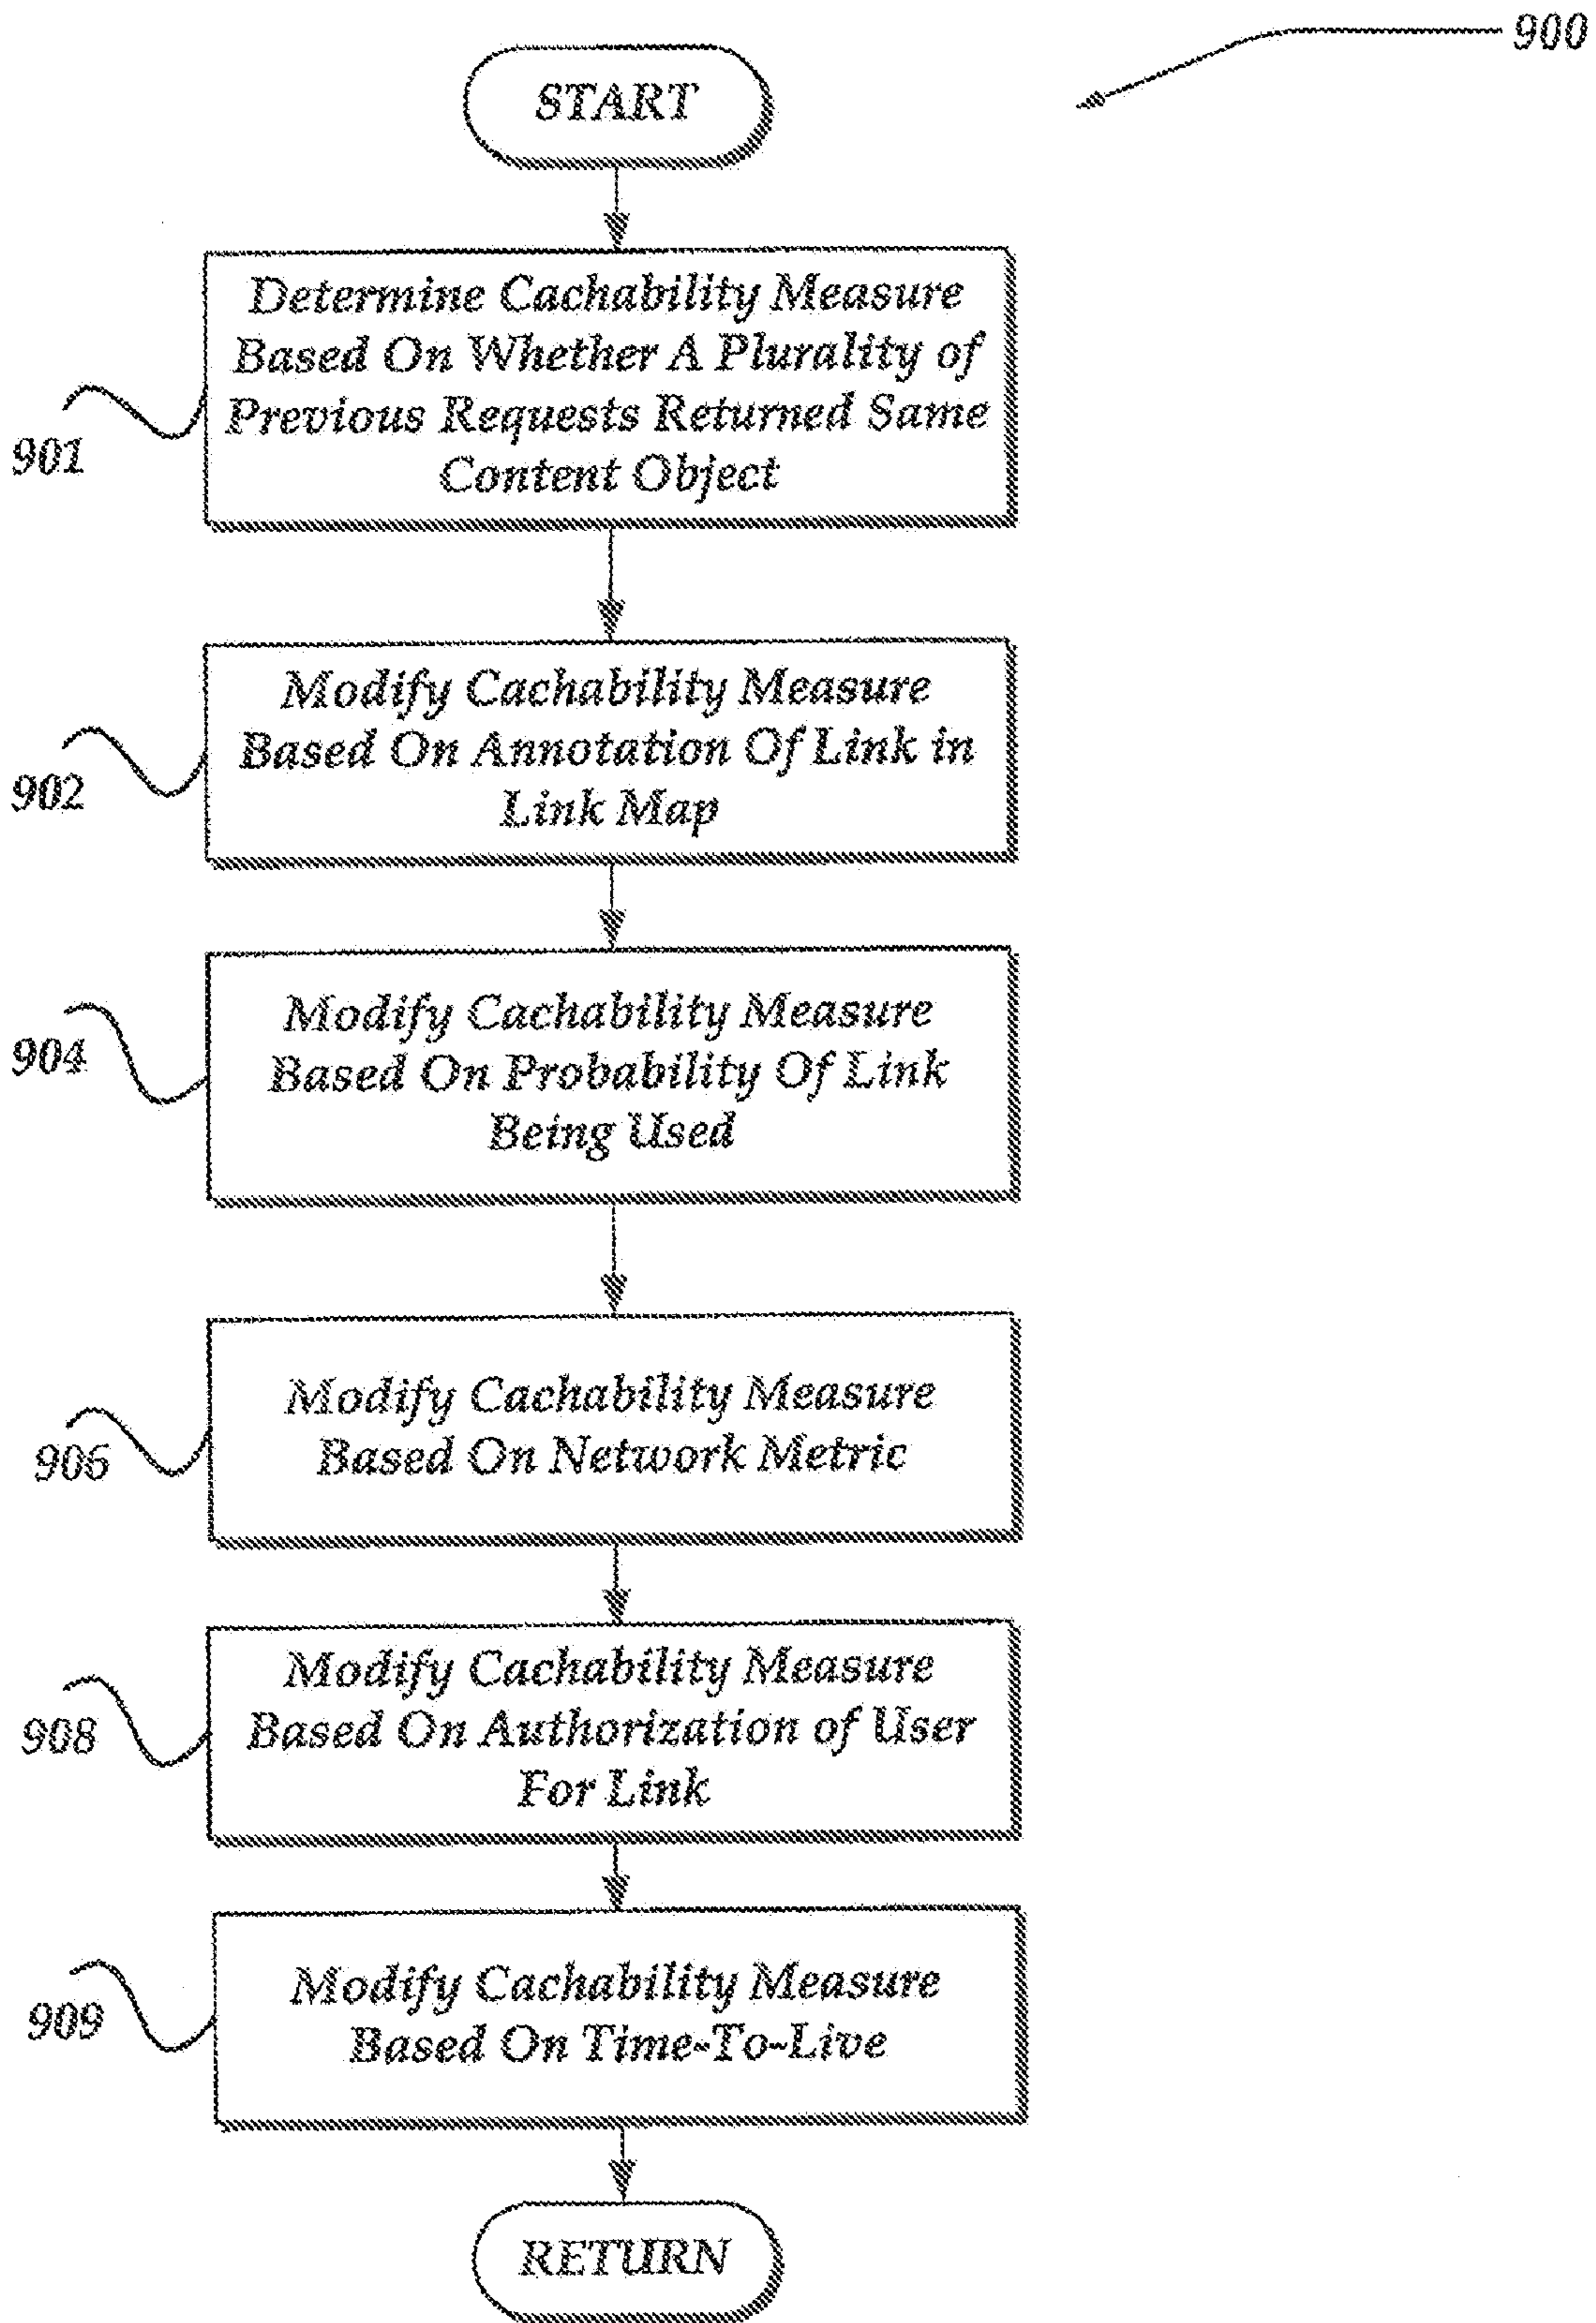 900
START
Determine Cachability Measure
Based On Whether A Plurality of
Previous Requests Returned Same
Content Object
901
Modify Cachability Measure
Based On Annotation Of Link in
Link Map
902
Modify Cachability Measure
Based On Probability Of Link
Being Used
904
Modify Cachability Measure
Based On Network Metric
906
Modify Cachability Measure
Based On Authorization of User
For Link
908
Modify Cachability Measure
Based On Time-To-Live
909
RETURN